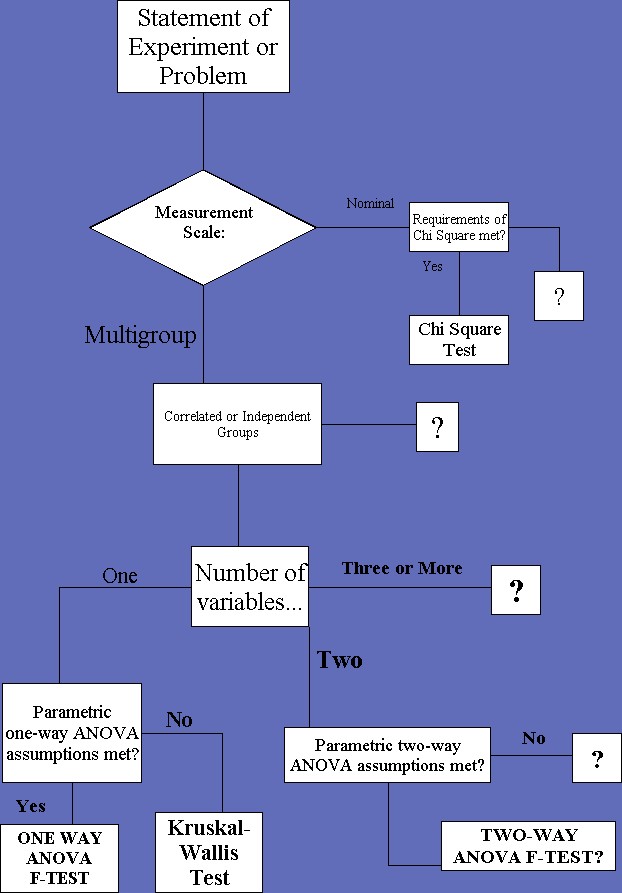 Statement of
Experiment or
Problem
Measurement
Scale:
Nominal
Requirements of
Chi Square met?
Yes
?
Chi Square
Test
Multigroup
Correlated or Independent
Groups
?
Number of
variables...
One
Three or More
?
Two
Parametric
one-way ANOVA
assumptions met?
No
Parametric two-way
ANOVA assumptions met?
No
?
Yes
ONE WAY
ANOVA
F-TEST
Kruskal-
Wallis
Test
TWO-WAY
ANOVA F-TEST?